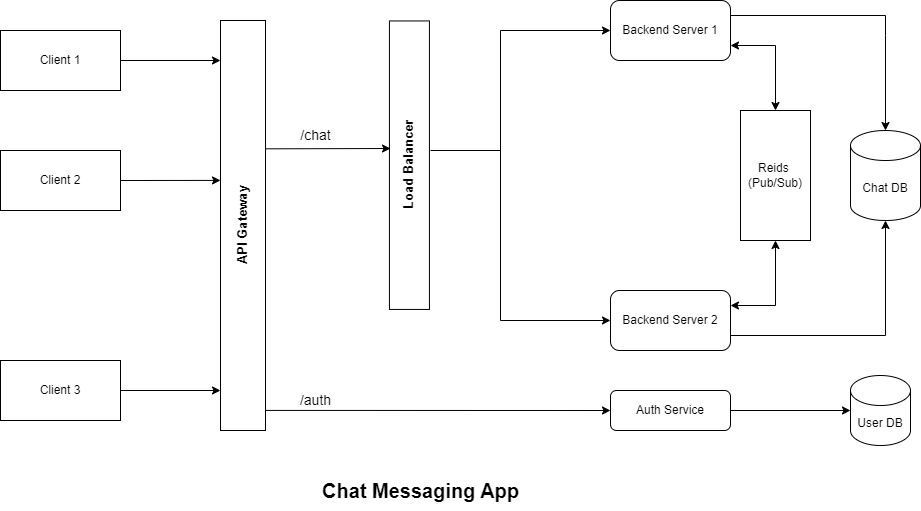 Client 1
Client 2
Client 3
API Gateway
/chat
/auth
Load Balancer
Backend Server 1
Backend Server 2
Reids
(Pub/Sub)
Chat DB
Auth Service
User DB
Chat Messaging App